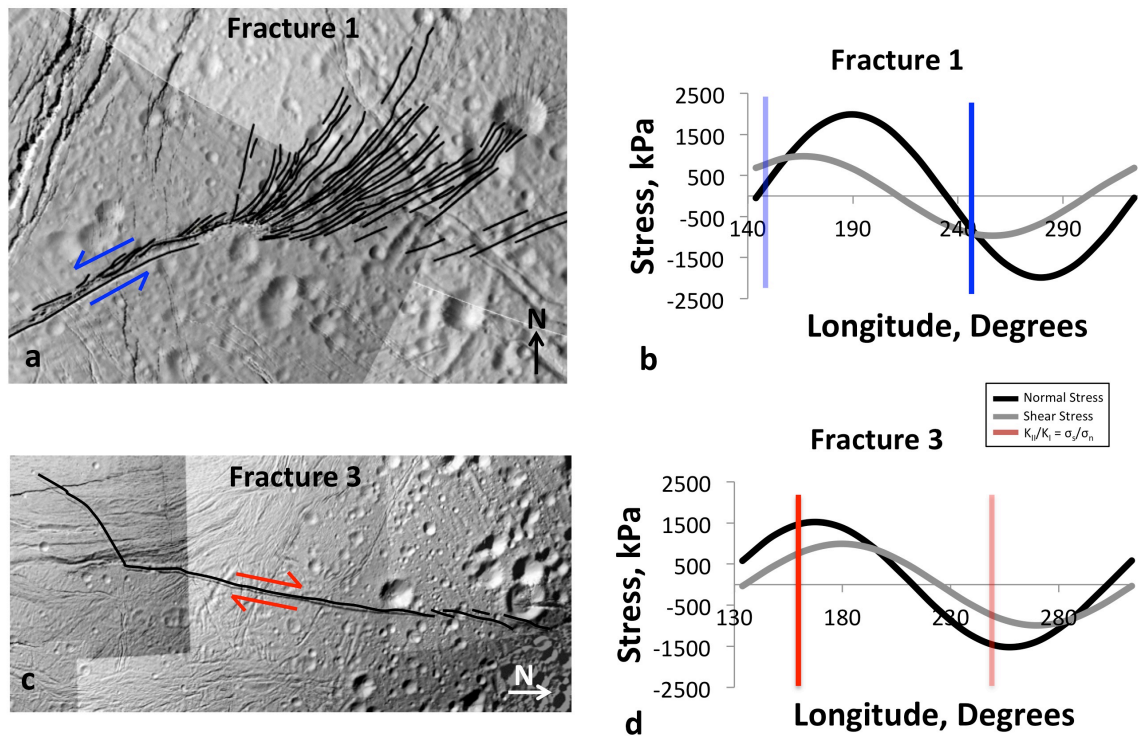 Fracture 1
N
a
Fracture 1
Stress, kPa
2500
1500
500
-500
-1500
-2500
140
190
240
290
Longitude, Degrees
b
Normal Stress
Shear Stress
K_II/K_I = σ_s/σ_n
Fracture 3
N
c
Fracture 3
Stress, kPa
2500
1500
500
-500
-1500
-2500
130
180
230
280
Longitude, Degrees
d